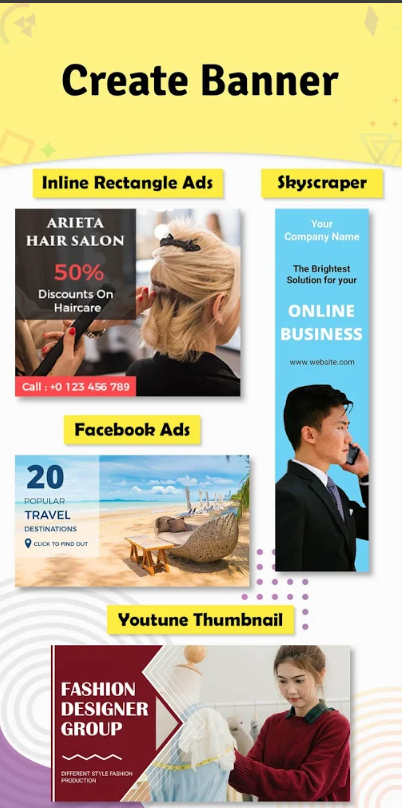 Create Banner
Inline Rectangle Ads
Skyscraper
ARIETA
HAIR SALON
50%
Discounts On
Haircare
Call : +0 123 456 789
Your
Company Name
The Brightest
Solution for your
ONLINE
BUSINESS
www.website.com
Facebook Ads
20
POPULAR
TRAVEL
DESTINATIONS
CLICK TO FIND OUT
Youtune Thumbnail
FASHION
DESIGNER
GROUP
DIFFERENT STYLE FASHION
PRODUCTION